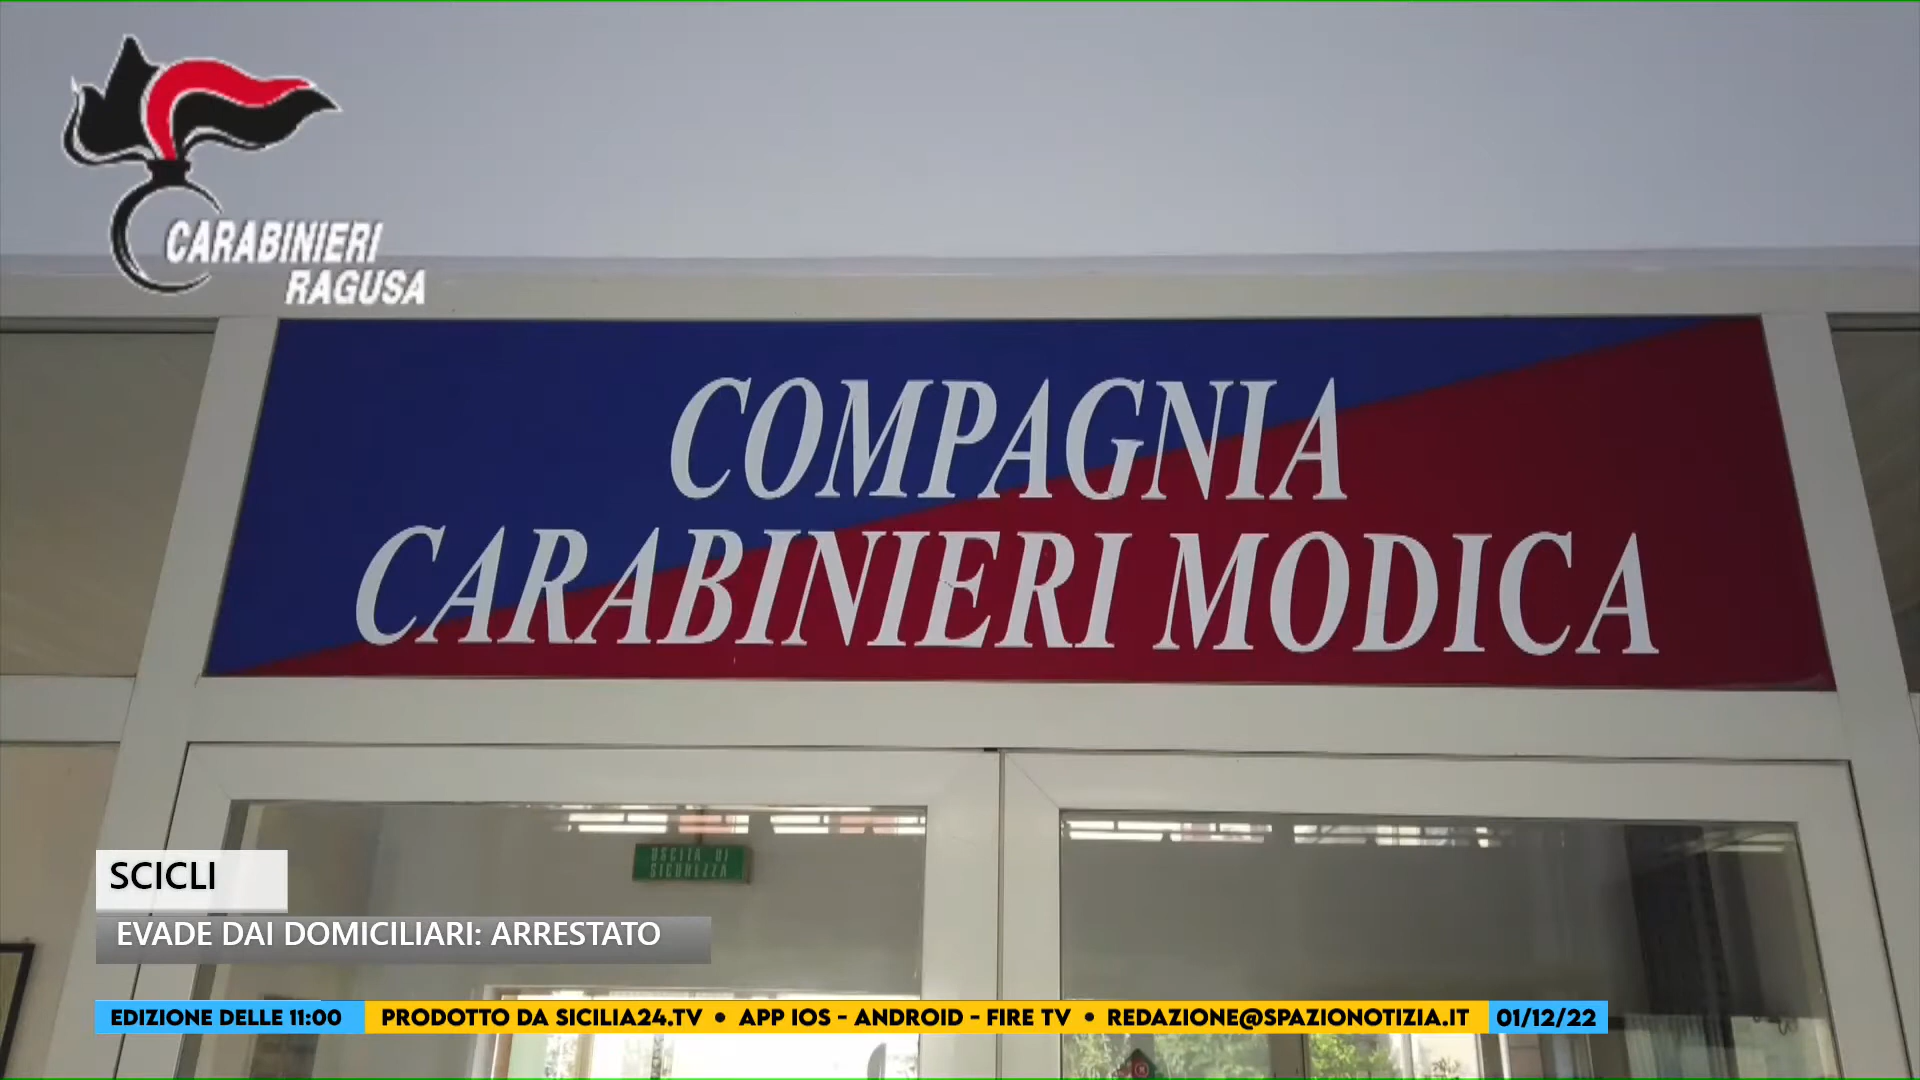 CARABINIERI
RAGUSA
COMPAGNIA
CARABINIERI MODICA
USCITA DI
SICUREZZA
SCICLI
EVADE DAI DOMICILIARI: ARRESTATO
EDIZIONE DELLE 11:00 PRODOTTO DA SICILIA24.TV • APP IOS - ANDROID - FIRE TV • REDAZIONE@SPAZIONOTIZIA.IT 01/12/22